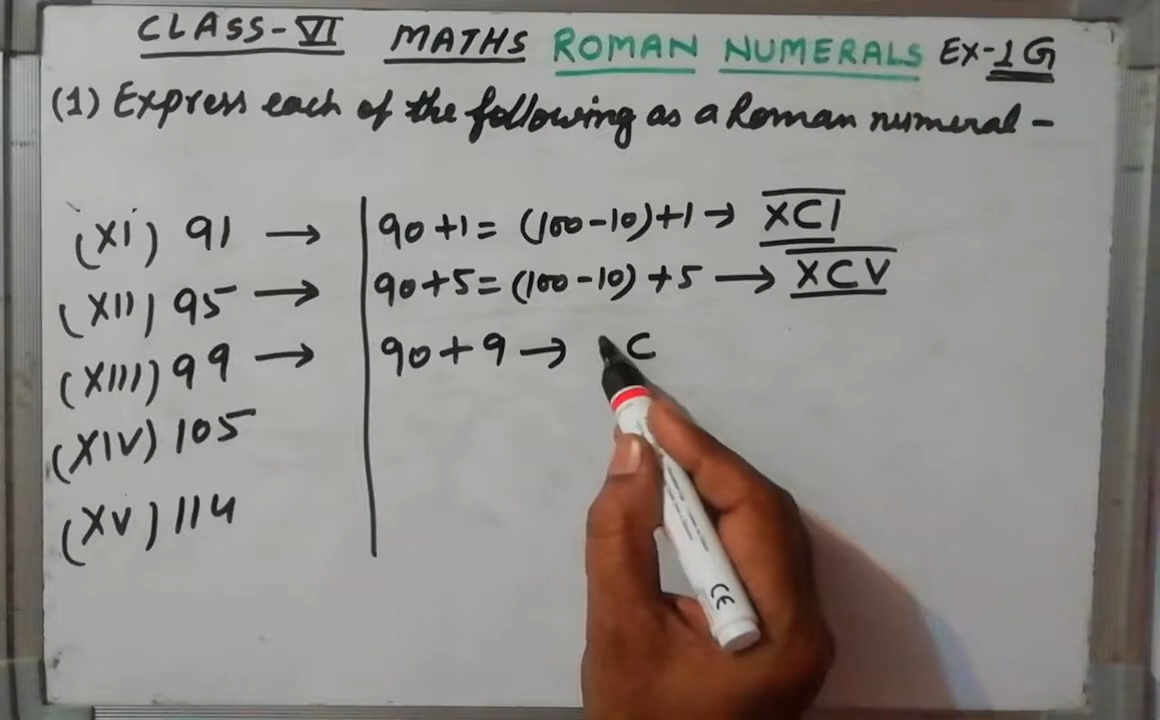 CLASS-VI MATHS ROMAN NUMERALS EX-1G
(1) Express each of the following as a Roman numeral -
(XI) 91 → 90+1 = (100-10)+1 → XCI
(XII) 95 → 90+5 = (100-10)+5 → XCV
(XIII) 99 → 90+9 → C
(XIV) 105
(XV) 114
CE